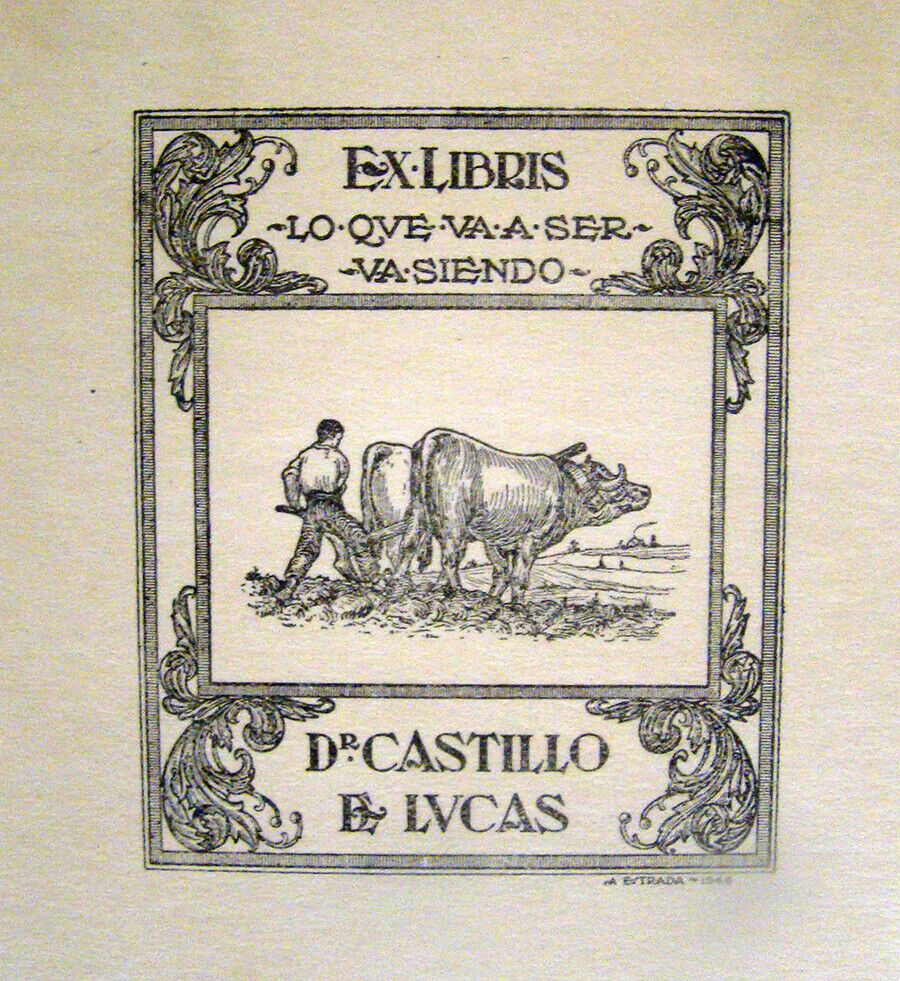 EX·LIBRIS
~LO·QVE·VA·A·SER~
~VA·SIENDO~
DR·CASTILLO
DE LVCAS
A ESTRADA